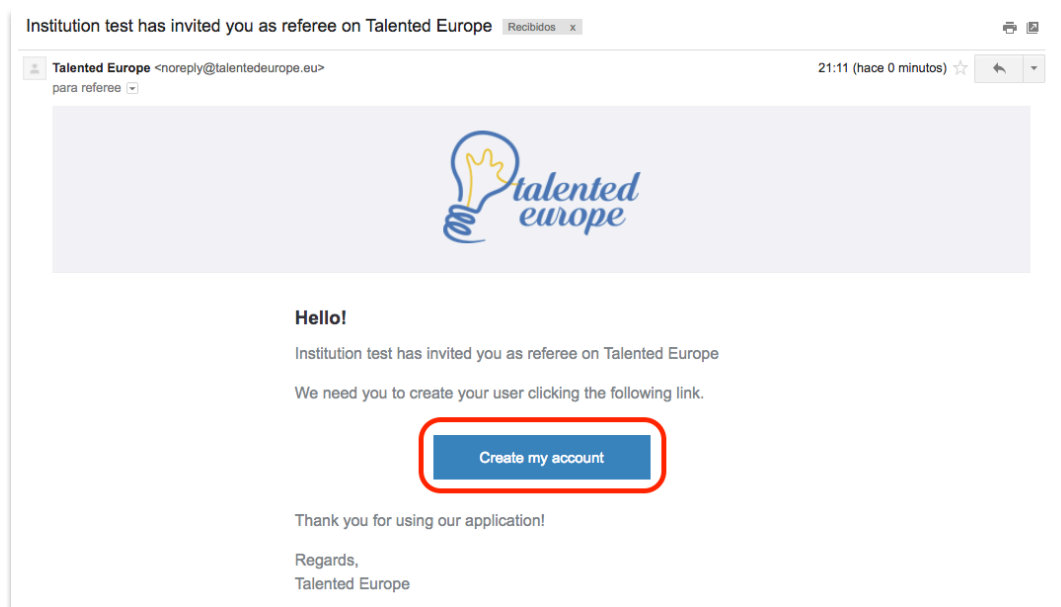 Institution test has invited you as referee on Talented Europe Recibidos x
Talented Europe <noreply@talentedeurope.eu> 21:11 (hace 0 minutos)
para referee
talented
europe
Hello!
Institution test has invited you as referee on Talented Europe
We need you to create your user clicking the following link.
Create my account
Thank you for using our application!
Regards,
Talented Europe